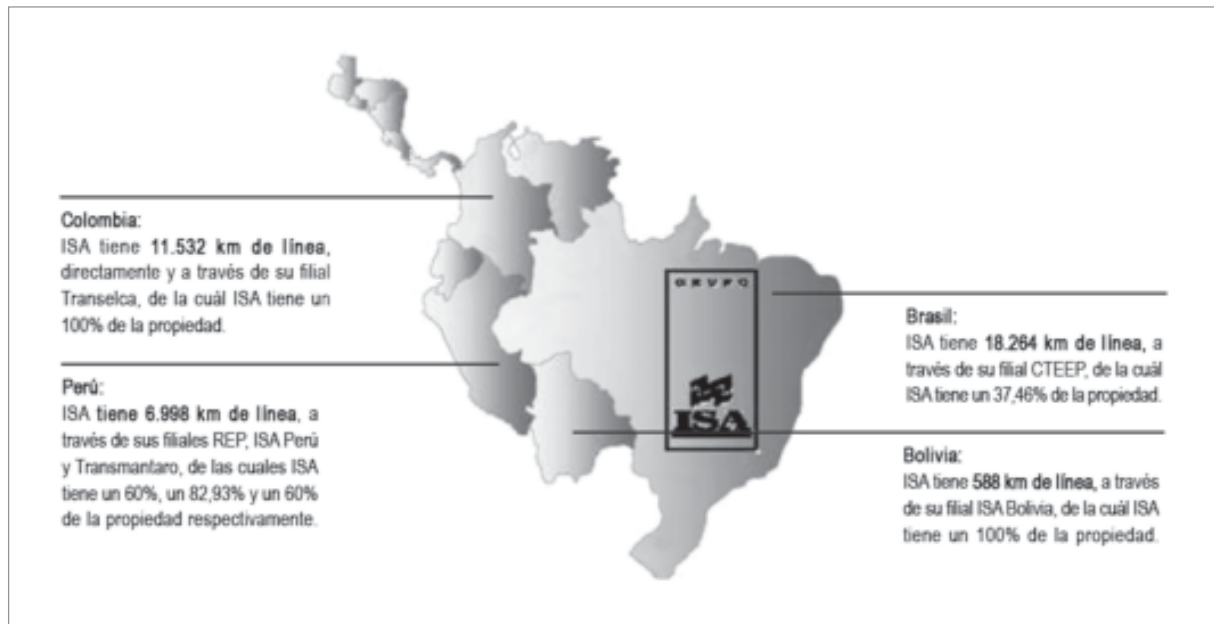 Colombia:
ISA tiene 11.532 km de línea,
directamente y a través de su filial
Transelca, de la cuál ISA tiene un
100% de la propiedad.
Perú:
ISA tiene 6.998 km de línea, a
través de sus filiales REP, ISA Perú
y Transmantaro, de las cuales ISA
tiene un 60%, un 82,93% y un 60%
de la propiedad respectivamente.
GRUPO
ISA
Brasil:
ISA tiene 18.264 km de línea, a
través de su filial CTEEP, de la cuál
ISA tiene un 37,46% de la propiedad.
Bolivia:
ISA tiene 588 km de línea, a través
de su filial ISA Bolivia, de la cuál ISA
tiene un 100% de la propiedad.